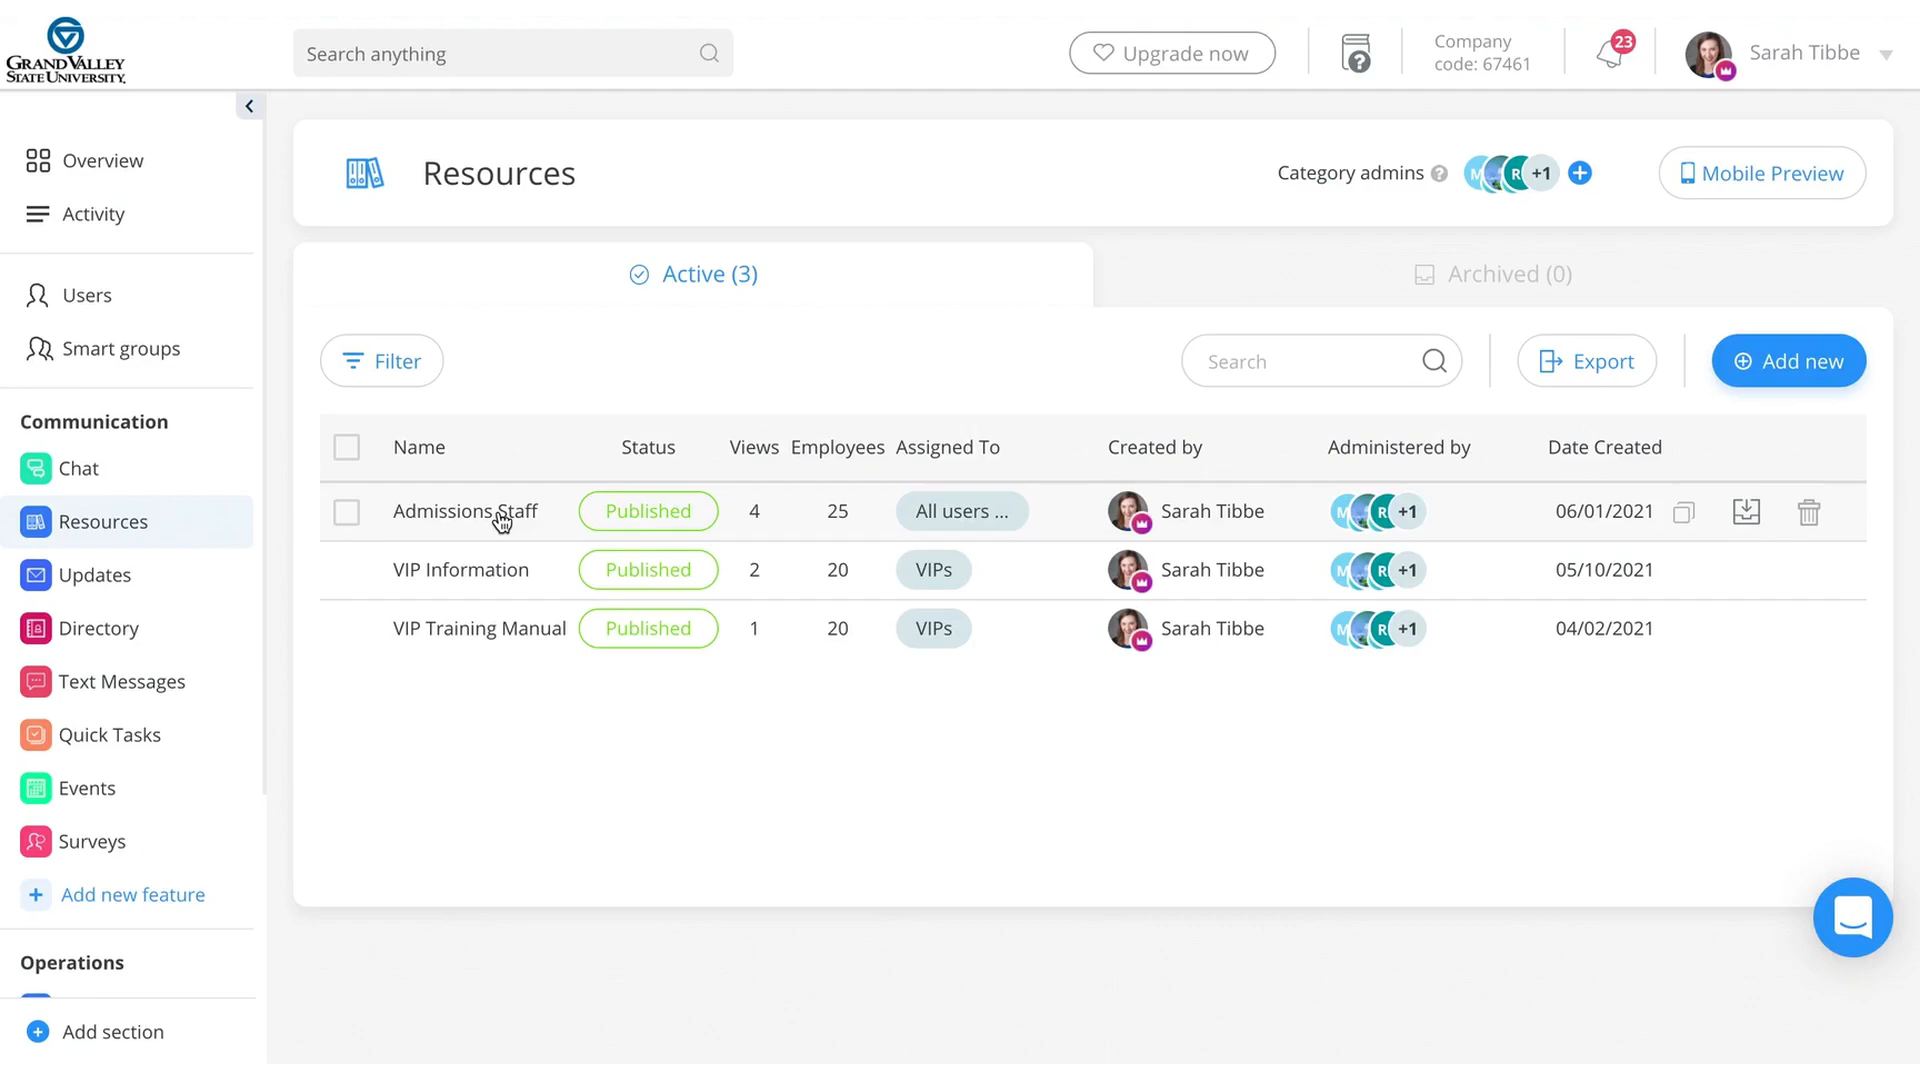 GRAND VALLEY
STATE UNIVERSITY.
Search anything
Upgrade now
Company
code: 67461
23
Sarah Tibbe
Overview
Activity
Users
Smart groups
Communication
Chat
Resources
Updates
Directory
Text Messages
Quick Tasks
Events
Surveys
Add new feature
Operations
Add section
Resources
Category admins ? M R +1
Mobile Preview
Active (3)
Archived (0)
Filter
Search
Export
Add new
Name Status Views Employees Assigned To Created by Administered by Date Created
Admissions Staff Published 4 25 All users ... Sarah Tibbe M R +1 06/01/2021
VIP Information Published 2 20 VIPs Sarah Tibbe M R +1 05/10/2021
VIP Training Manual Published 1 20 VIPs Sarah Tibbe M R +1 04/02/2021